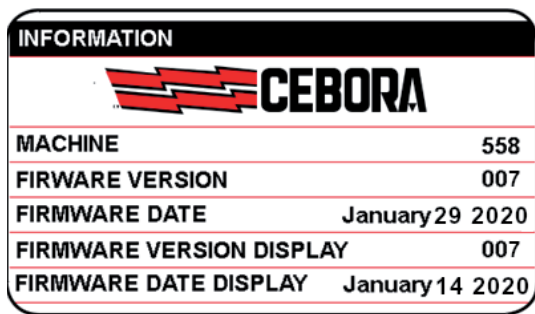 INFORMATION
CEBORA
MACHINE 558
FIRWARE VERSION 007
FIRMWARE DATE January 29 2020
FIRMWARE VERSION DISPLAY 007
FIRMWARE DATE DISPLAY January 14 2020